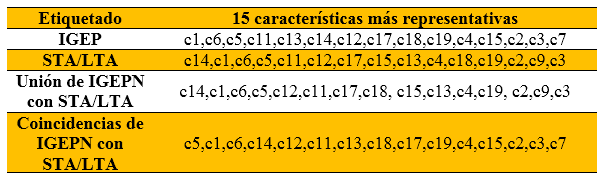 Etiquetado 15 características más representativas
IGEP c1,c6,c5,c11,c13,c14,c12,c17,c18,c19,c4,c15,c2,c3,c7
STA/LTA c14,c1,c6,c5,c11,c12,c17,c15,c13,c4,c18,c19,c2,c9,c3
Unión de IGEPN
con STA/LTA
c14,c1,c6,c5,c12,c11,c17,c18, c15,c13,c4,c19, c2,c9,c3
Coincidencias de
IGEPN con
STA/LTA
c5,c1,c6,c14,c12,c11,c13,c18,c17,c19,c4,c15,c2,c3,c7